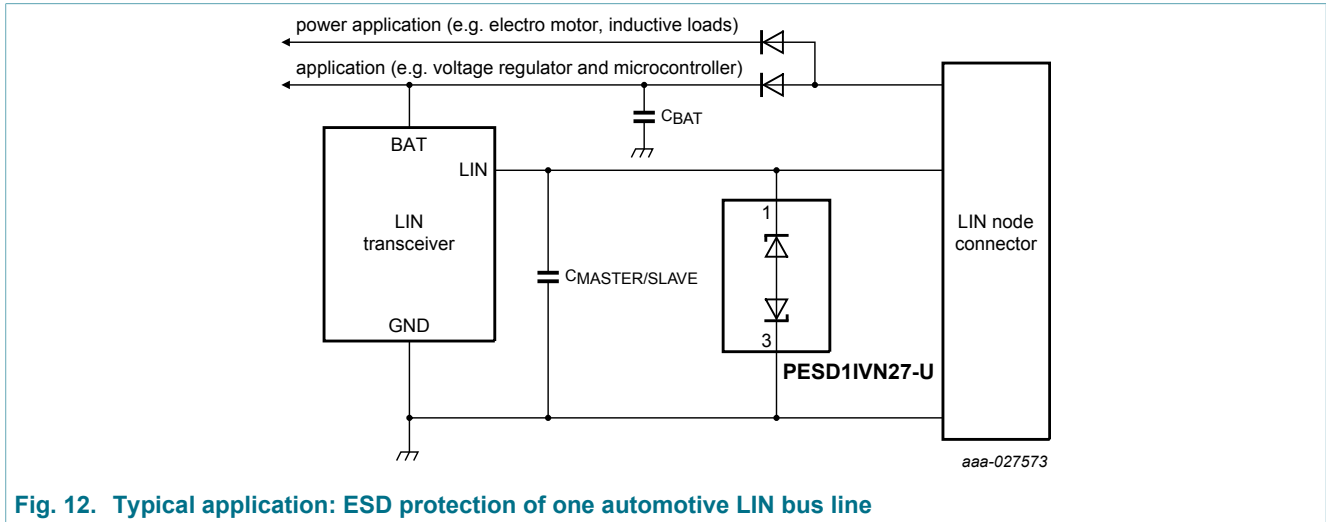 power application (e.g. electro motor, inductive loads)
application (e.g. voltage regulator and microcontroller)
CBAT
BAT
LIN
LIN
transceiver
GND
CMASTER/SLAVE
1
3
PESD1IVN27-U
LIN node
connector
aaa-027573
Fig. 12. Typical application: ESD protection of one automotive LIN bus line